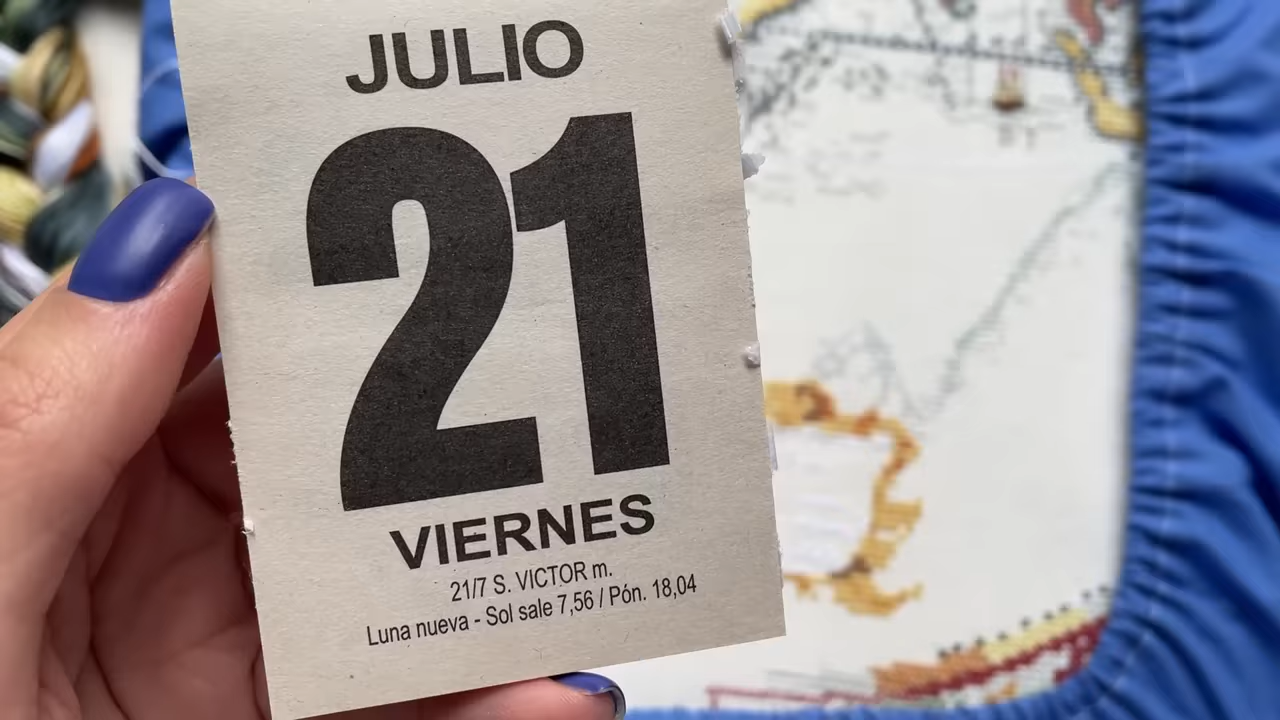 JULIO
21
VIERNES
21/7 S. VICTOR m.
Luna nueva - Sol sale 7,56 / Pón. 18,04